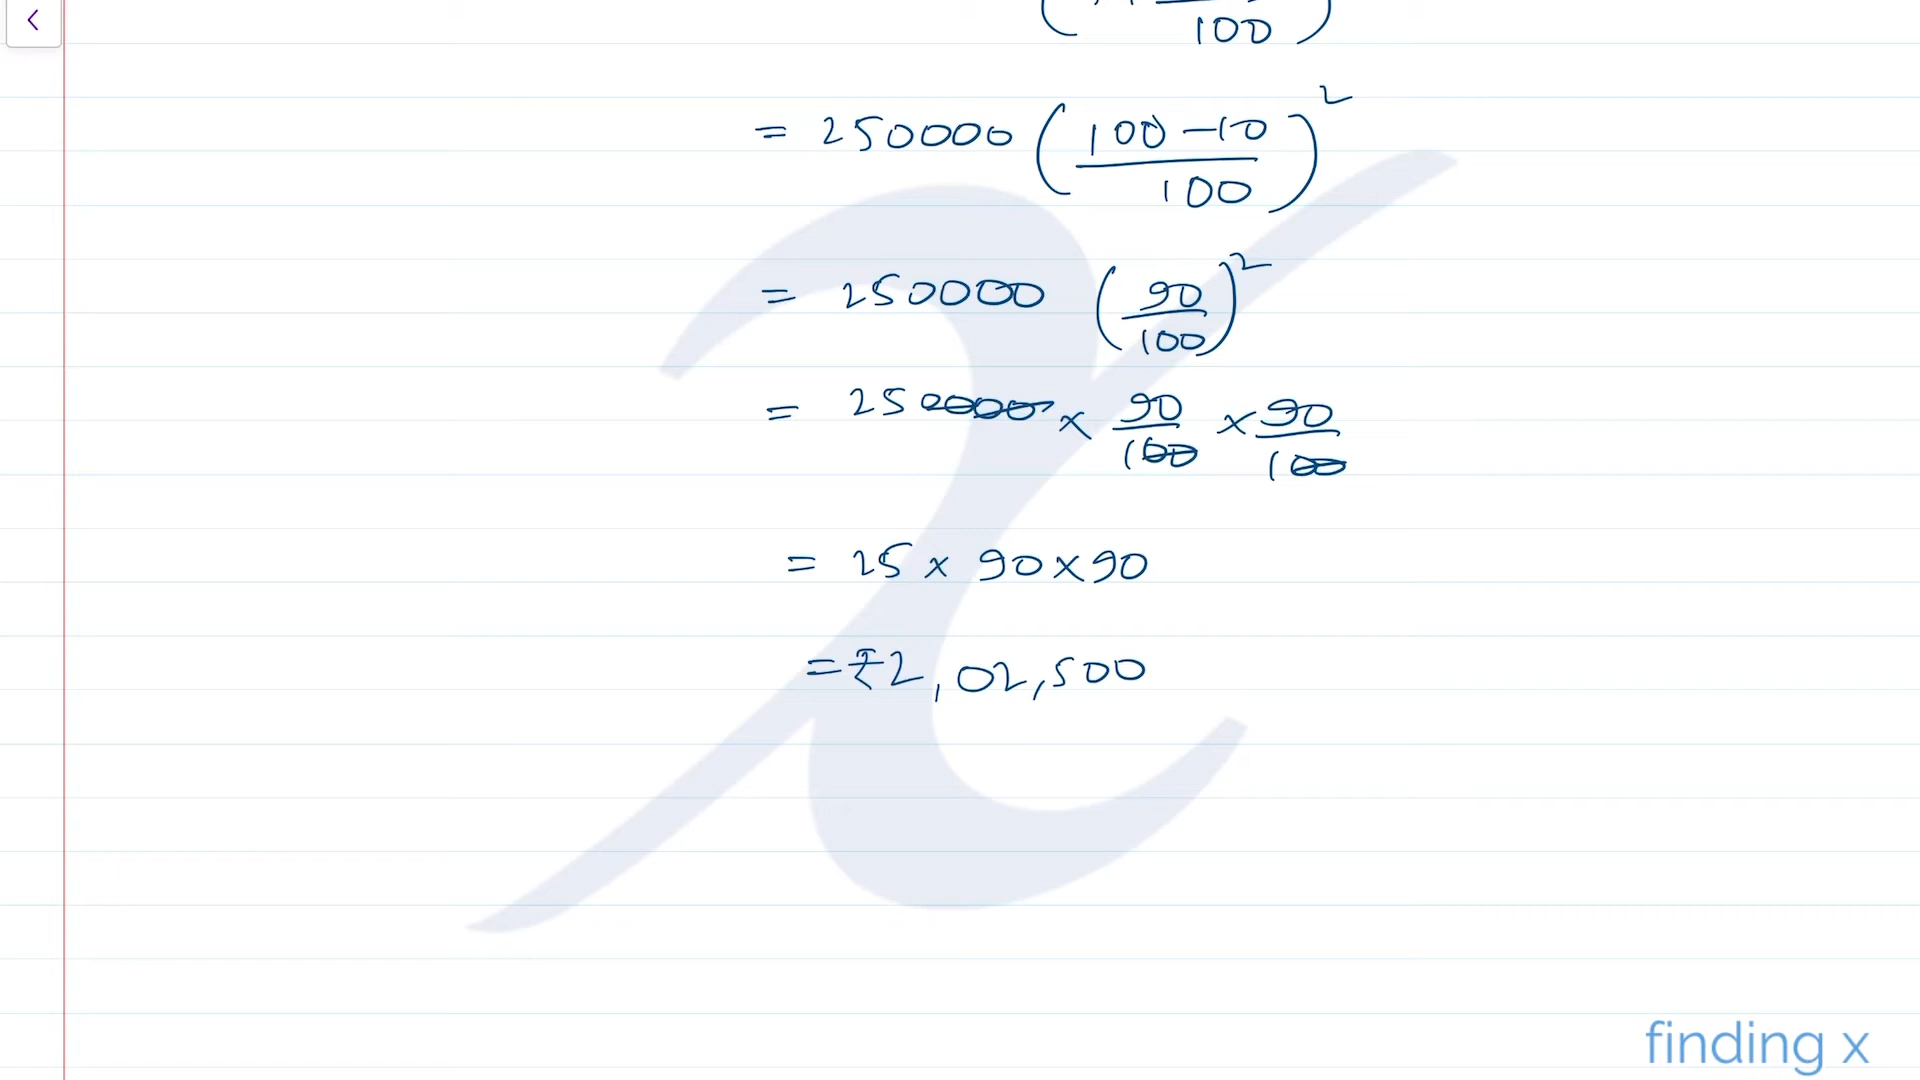 100
= 250000 ( 100 - 10 / 100 )²
= 250000 ( 90 / 100 )²
= 250000 × 90/100 × 90/100
= 25 × 90 × 90
= ₹2,02,500
finding x